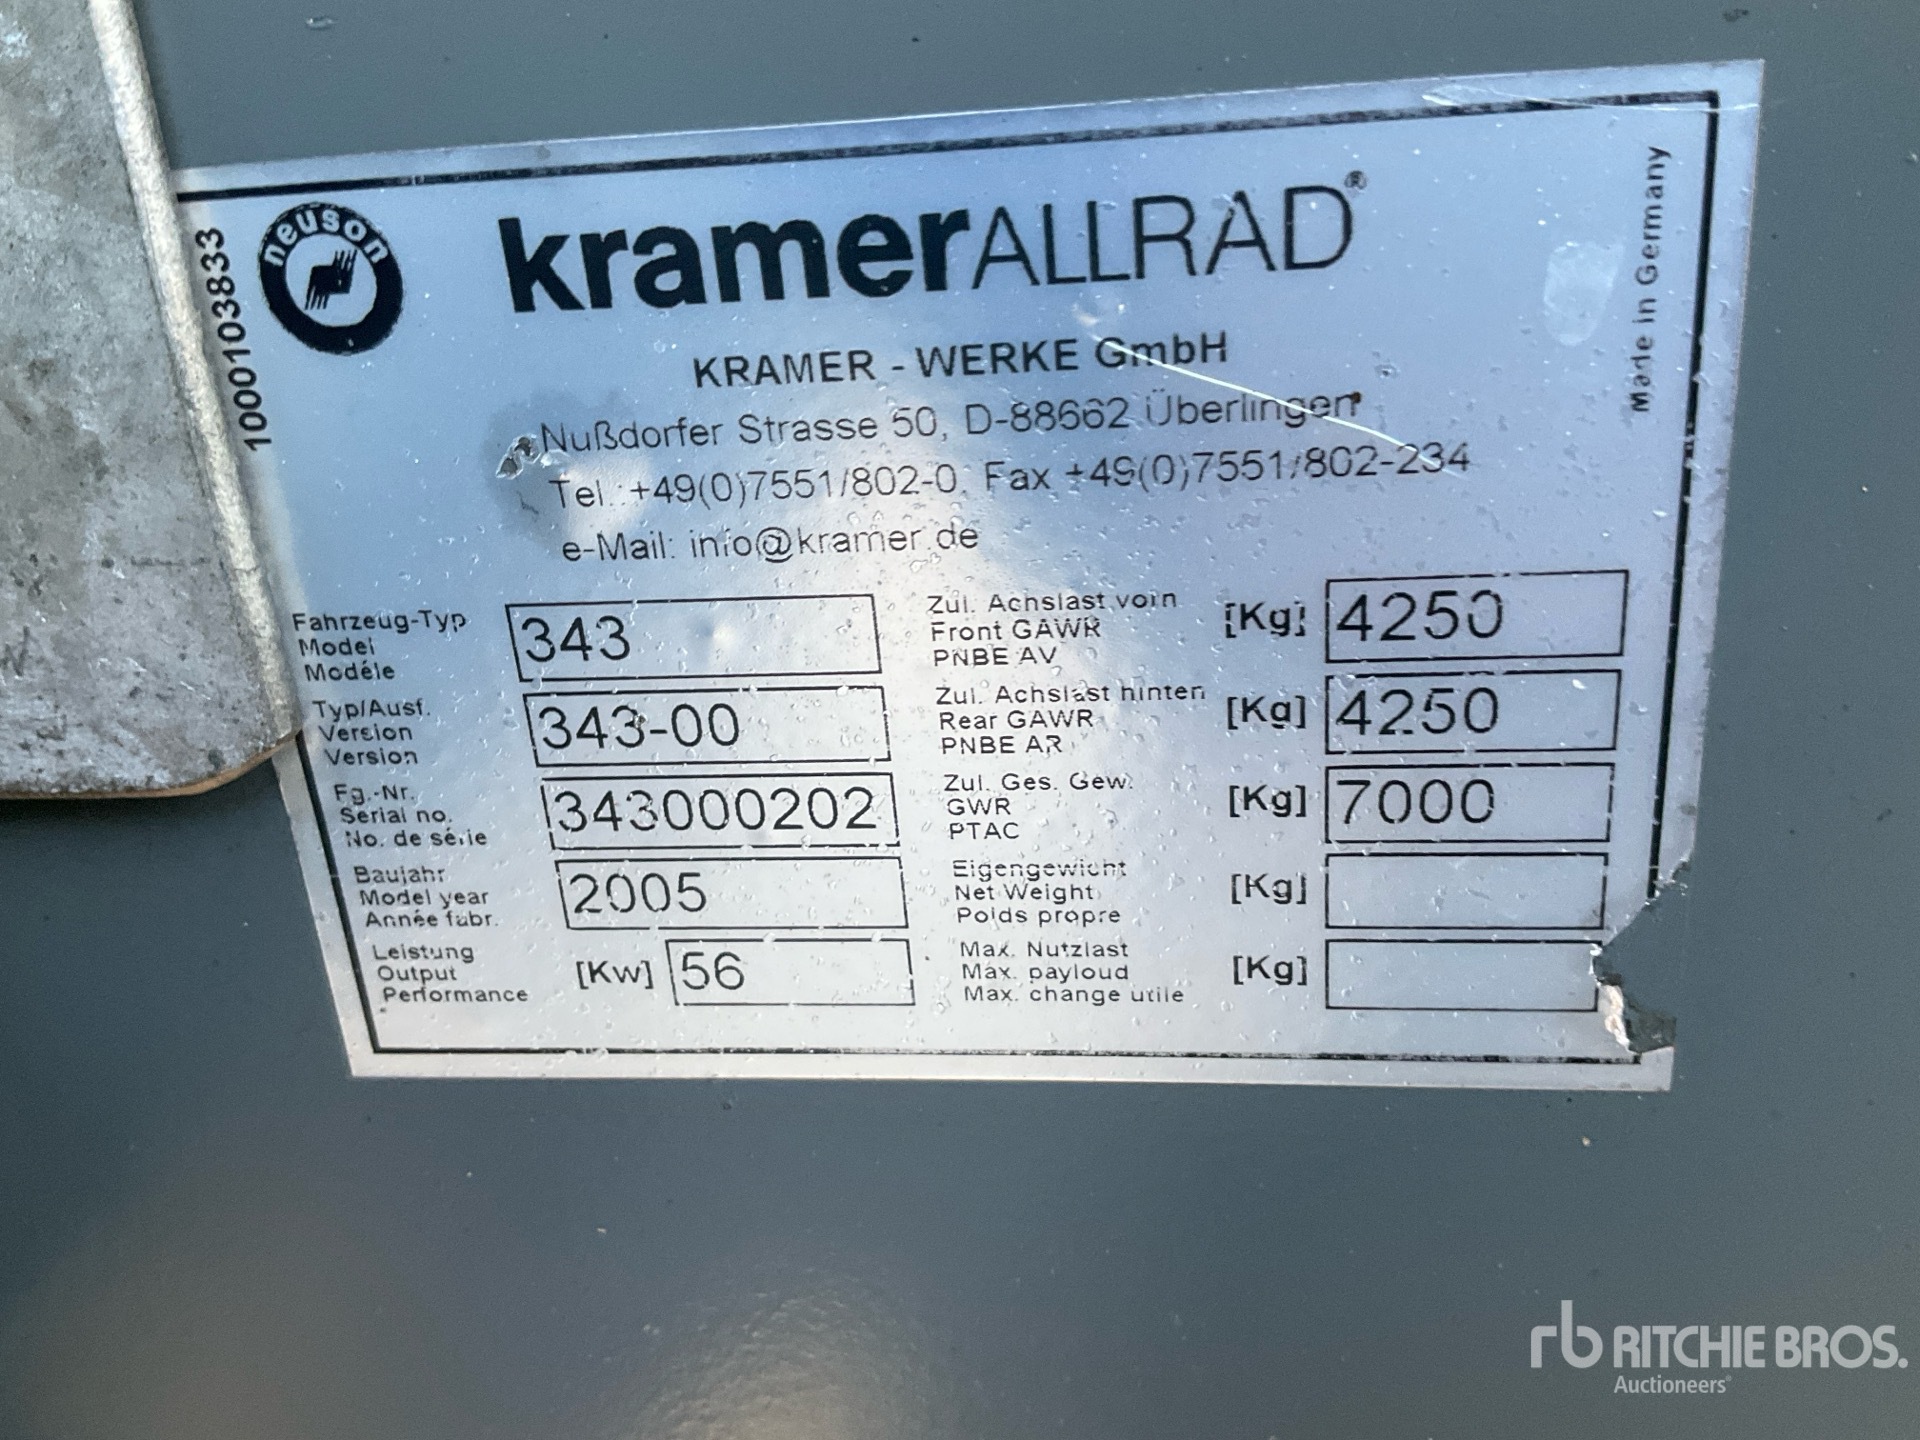 neuson
1000103833
kramerALLRAD®
Made in Germany
KRAMER - WERKE GmbH
Nußdorfer Strasse 50, D-88662 Überlingen
Tel.:+49(0)7551/802-0, Fax +49(0)7551/802-234
e-Mail: info@kramer.de
Fahrzeug-Typ
Model
Modéle
343
Typ/Ausf.
Version
Version
343-00
Fg.-Nr.
Serial no.
No. de série
343000202
Baujahr
Model year
Année fabr.
2005
Leistung
Output
Performance
[Kw] 56
Zul. Achslast vorn
Front GAWR
PNBE AV
[Kg] 4250
Zul. Achslast hinten
Rear GAWR
PNBE AR
[Kg] 4250
Zul. Ges. Gew.
GWR
PTAC
[Kg] 7000
Eigengewicht
Net Weight
Poids propre
[Kg]
Max. Nutzlast
Max. payloud
Max. change utile
[Kg]
rb RITCHIE BROS.
Auctioneers